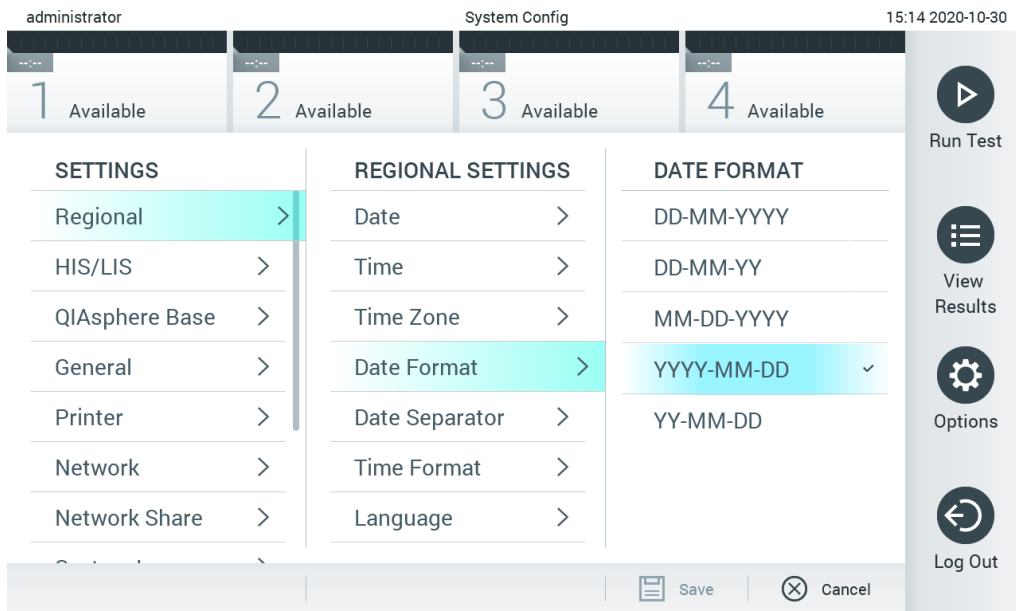 administrator
System Config
15:14 2020-10-30
--:--
--:--
--:--
--:--
1 Available
2 Available
3 Available
4 Available
SETTINGS
Regional
HIS/LIS
QIAsphere Base
General
Printer
Network
Network Share
REGIONAL SETTINGS
Date
Time
Time Zone
Date Format
Date Separator
Time Format
Language
DATE FORMAT
DD-MM-YYYY
DD-MM-YY
MM-DD-YYYY
YYYY-MM-DD
YY-MM-DD
Save
Cancel
Run Test
View
Results
Options
Log Out